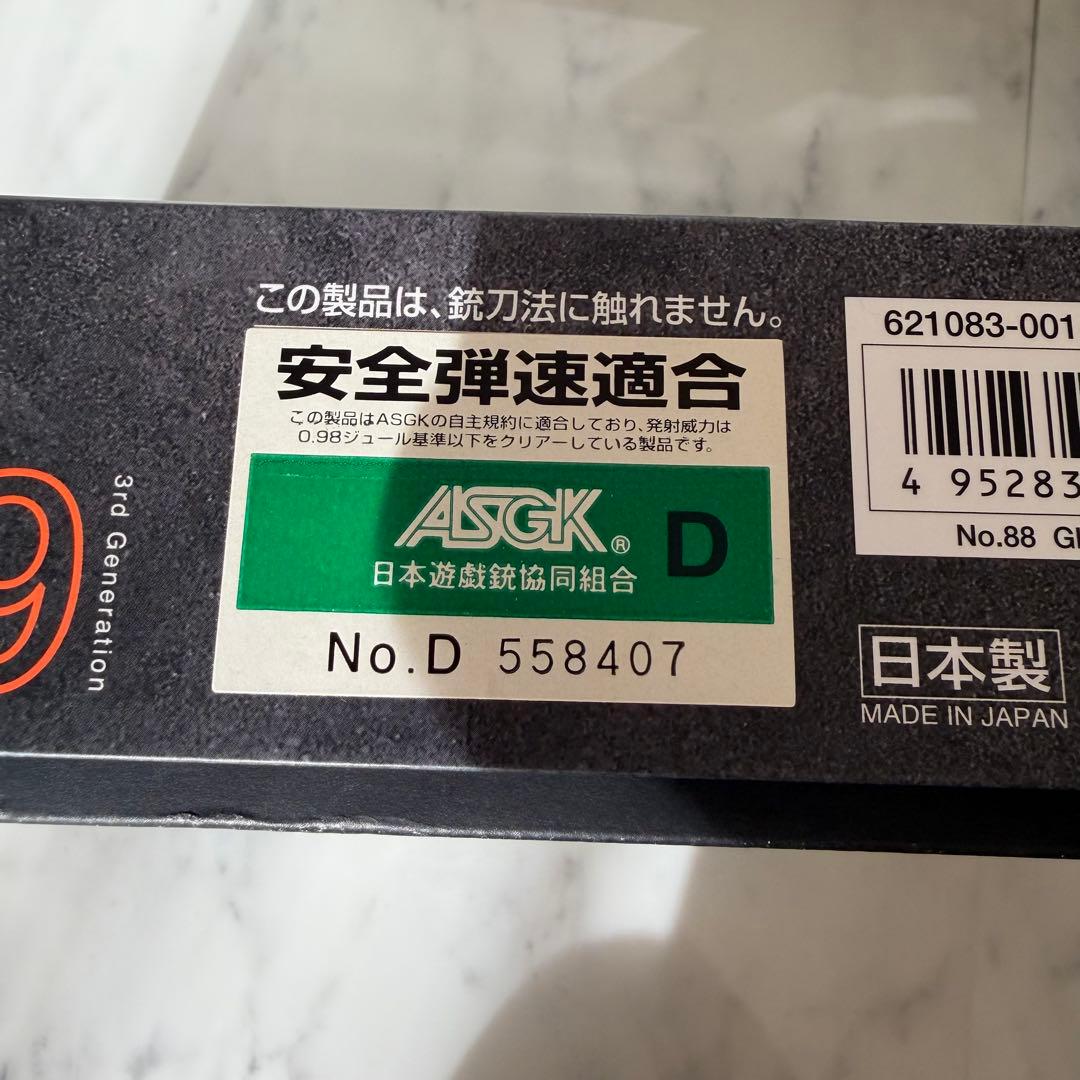 この製品は、銃刀法に触れません。
安全弾速適合
この製品はASGKの自主規約に適合しており、発射威力は
0.98ジュール基準以下をクリアーしている製品です。
ASGK® D
日本遊戯銃協同組合
No.D 558407
9
3rd Generation
621083-001
4 95283
No.88 Gl
日本製
MADE IN JAPAN